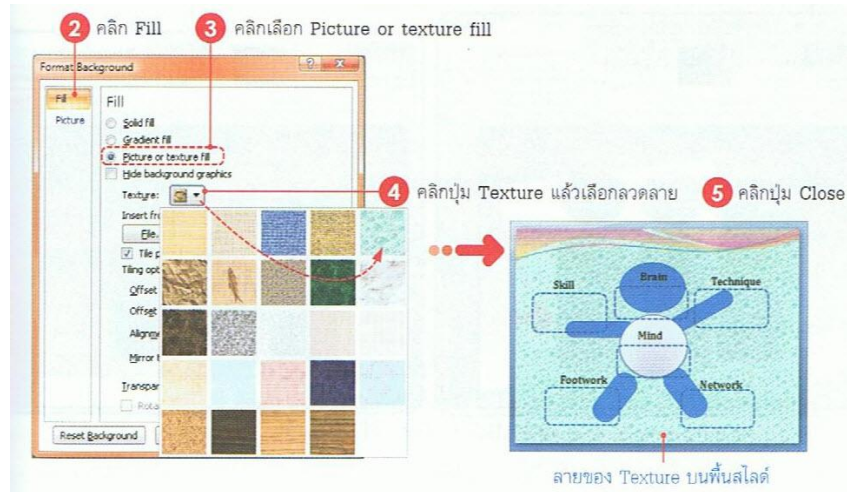 2 คลิก Fill
3 คลิกเลือก Picture or texture fill
Format Background
Fill
Picture
Fill
Solid fill
Gradient fill
Picture or texture fill
Hide background graphics
Texture:
Insert fr
File.
Tile p
Tiling opt
Offset
Offset
Alignme
Mirror t
Transpar
Rota
Reset Background
4 คลิกปุ่ม Texture แล้วเลือกลวดลาย
5 คลิกปุ่ม Close
Brain
Skill
Technique
Mind
Footwork
Network
ลายของ Texture บนพื้นสไลด์